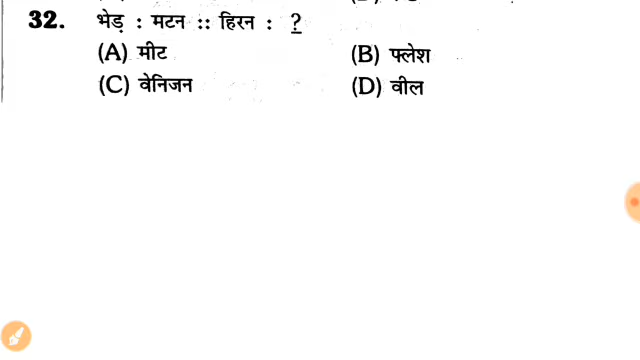 32. भेड़ : मटन :: हिरन : ?
(A) मीट (B) फ्लेश
(C) वेनिजन (D) वील